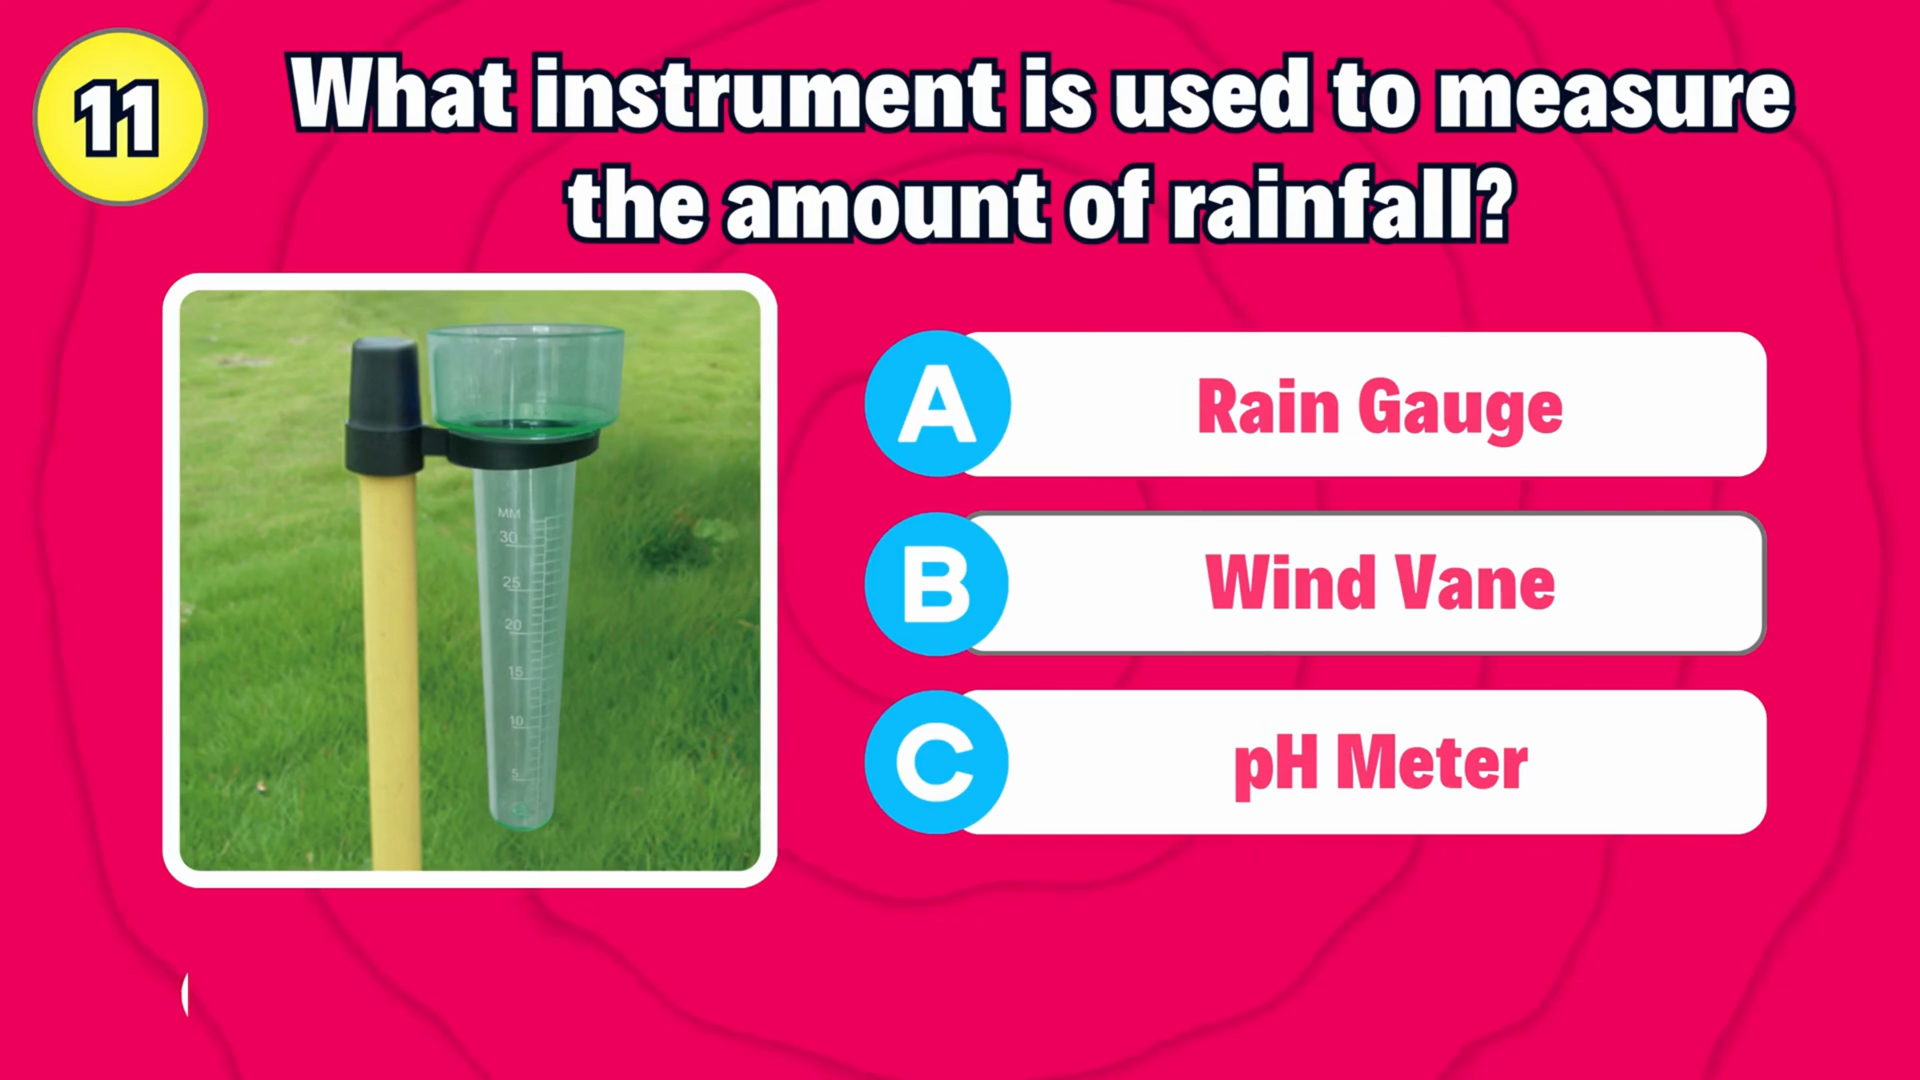 11
What instrument is used to measure
the amount of rainfall?
MM
30
25
20
15
10
5
A
Rain Gauge
B
Wind Vane
C
pH Meter